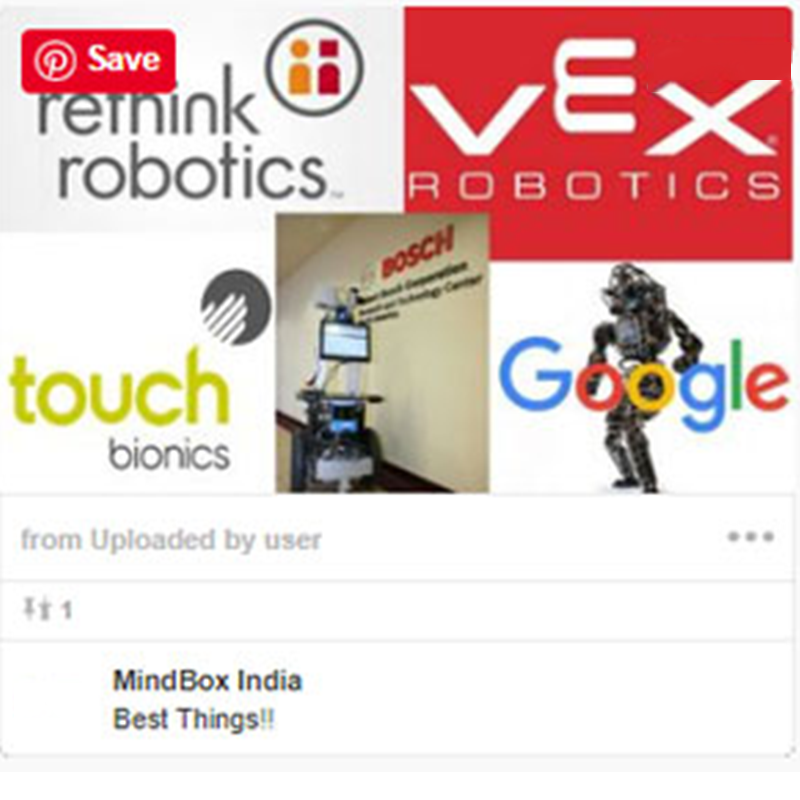 Save
rethink
robotics
VEX
ROBOTICS
BOSCH
touch
bionics
Google
from Uploaded by user
1
MindBox India
Best Things!!